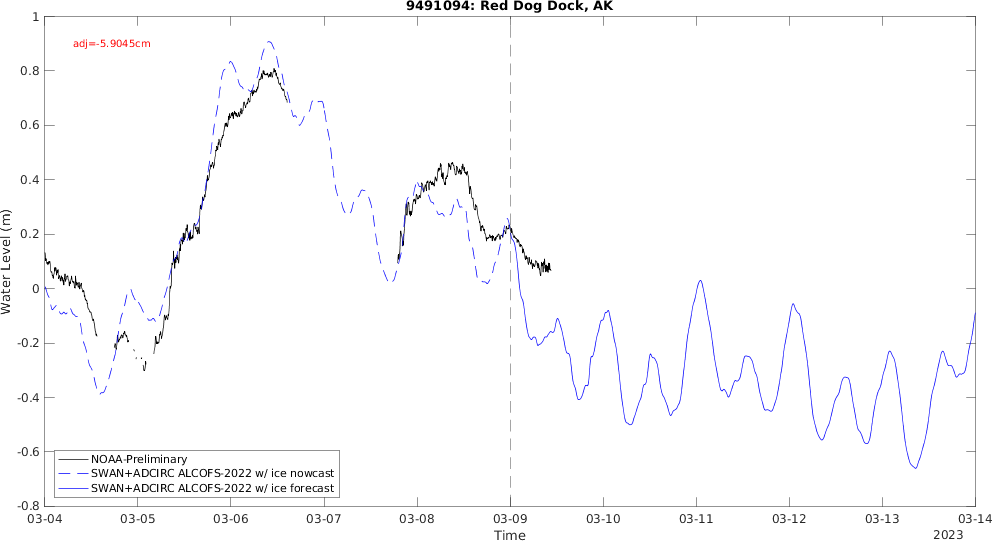 9491094: Red Dog Dock, AK
adj=-5.9045cm
1
0.8
0.6
0.4
0.2
0
-0.2
-0.4
-0.6
-0.8
Water Level (m)
NOAA-Preliminary
SWAN+ADCIRC ALCOFS-2022 w/ ice nowcast
SWAN+ADCIRC ALCOFS-2022 w/ ice forecast
03-04 03-05 03-06 03-07 03-08 03-09 03-10 03-11 03-12 03-13 03-14
Time
2023